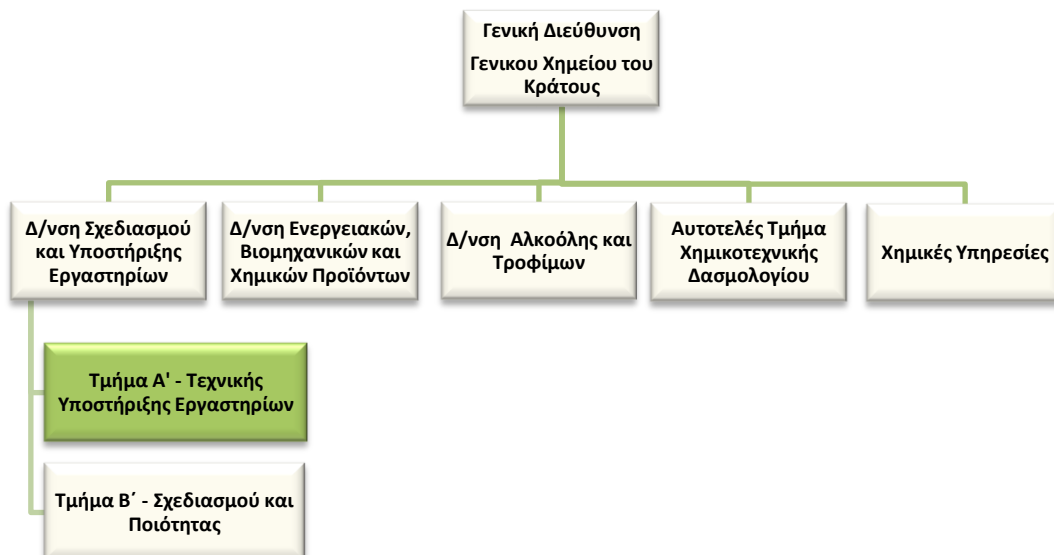 Γενική Διεύθυνση
Γενικου Χημείου του
Κράτους
Δ/νση Σχεδιασμού
και Υποστήριξης
Εργαστηρίων
Δ/νση Ενεργειακών,
Βιομηχανικών και
Χημικών Προϊόντων
Δ/νση Αλκοόλης και
Τροφίμων
Αυτοτελές Τμήμα
Χημικοτεχνικής
Δασμολογίου
Χημικές Υπηρεσίες
Τμήμα Α' - Τεχνικής
Υποστήριξης Εργαστηρίων
Τμήμα Β΄ - Σχεδιασμού και
Ποιότητας